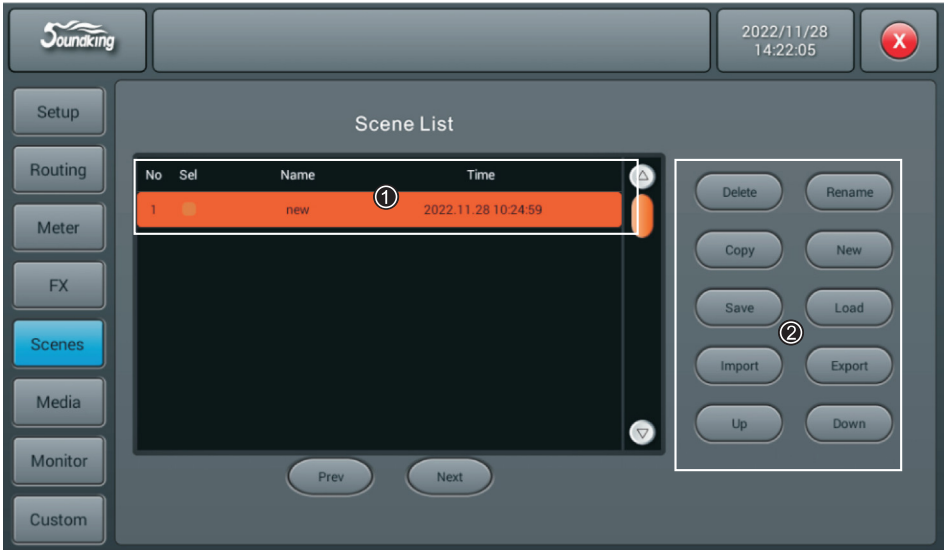 Soundking
2022/11/28
14:22:05
X
Setup
Routing
Meter
FX
Scenes
Media
Monitor
Custom
Scene List
No Sel Name Time
1 new 2022.11.28 10:24:59
①
Prev Next
Delete Rename
Copy New
Save Load
②
Import Export
Up Down